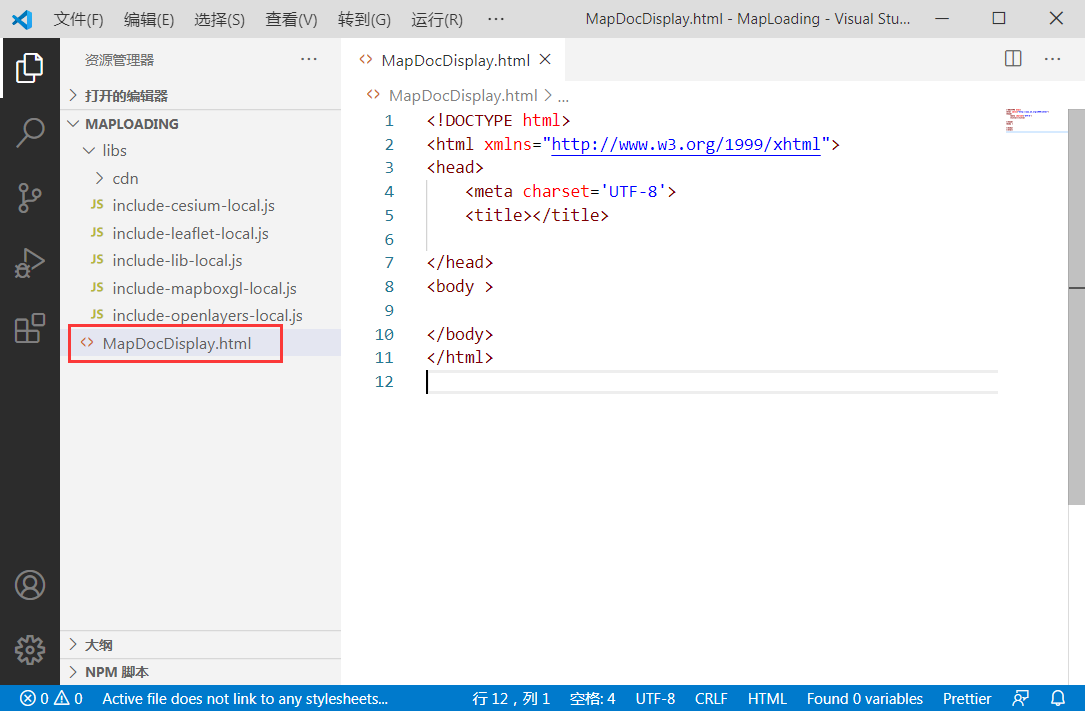 文件(F) 编辑(E) 选择(S) 查看(V) 转到(G) 运行(R) ··· MapDocDisplay.html - MapLoading - Visual Stu...
资源管理器 ···
打开的编辑器
MAPLOADING
libs
cdn
JS include-cesium-local.js
JS include-leaflet-local.js
JS include-lib-local.js
JS include-mapboxgl-local.js
JS include-openlayers-local.js
<> MapDocDisplay.html
大纲
NPM 脚本
<> MapDocDisplay.html ×
<> MapDocDisplay.html > ...
1 <!DOCTYPE html>
2 <html xmlns="http://www.w3.org/1999/xhtml">
3 <head>
4 <meta charset='UTF-8'>
5 <title></title>
6
7 </head>
8 <body >
9
10 </body>
11 </html>
12
0 0 Active file does not link to any stylesheets... 行 12，列 1 空格: 4 UTF-8 CRLF HTML Found 0 variables Prettier